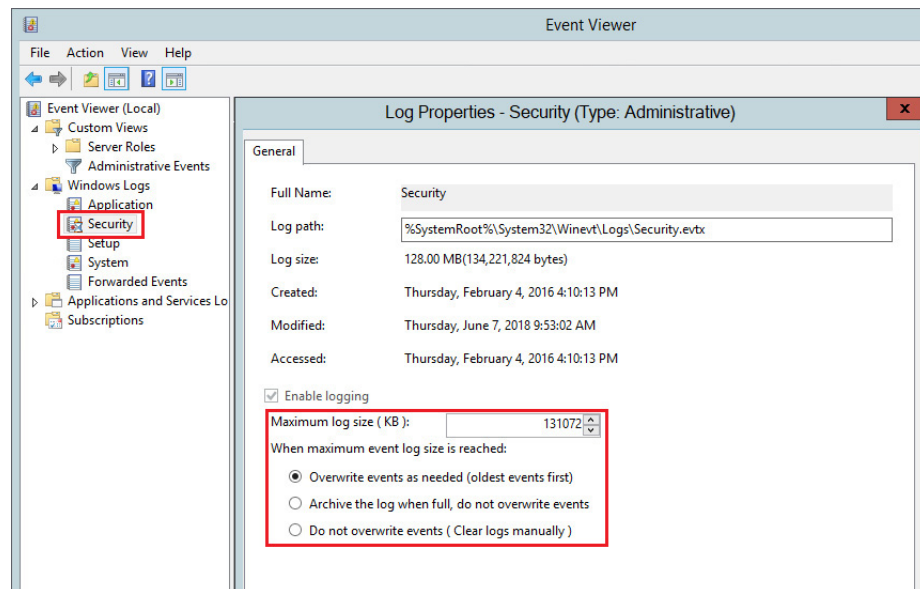 Event Viewer
File Action View Help
Event Viewer (Local)
Custom Views
Server Roles
Administrative Events
Windows Logs
Application
Security
Setup
System
Forwarded Events
Applications and Services Lo
Subscriptions
Log Properties - Security (Type: Administrative)
x
General
Full Name: Security
Log path: %SystemRoot%\System32\Winevt\Logs\Security.evtx
Log size: 128.00 MB(134,221,824 bytes)
Created: Thursday, February 4, 2016 4:10:13 PM
Modified: Thursday, June 7, 2018 9:53:02 AM
Accessed: Thursday, February 4, 2016 4:10:13 PM
Enable logging
Maximum log size ( KB ): 131072
When maximum event log size is reached:
Overwrite events as needed (oldest events first)
Archive the log when full, do not overwrite events
Do not overwrite events ( Clear logs manually )